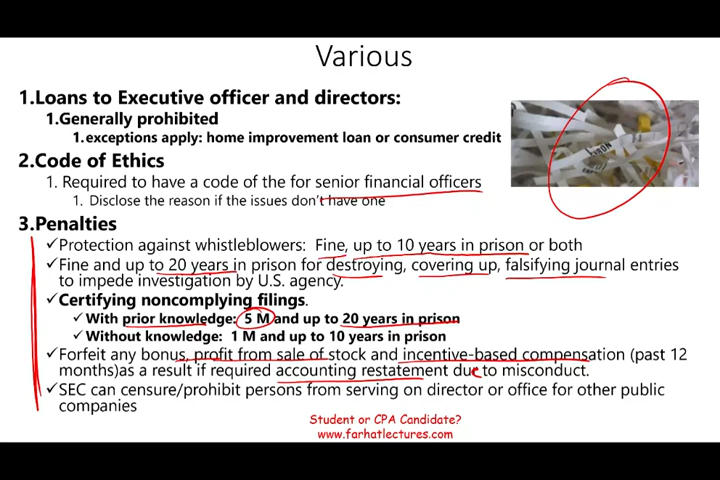 Various
1.Loans to Executive officer and directors:
1.Generally prohibited
1.exceptions apply: home improvement loan or consumer credit
2.Code of Ethics
1. Required to have a code of the for senior financial officers
1. Disclose the reason if the issues don't have one
3.Penalties
✓Protection against whistleblowers: Fine, up to 10 years in prison or both
✓Fine and up to 20 years in prison for destroying, covering up, falsifying journal entries
to impede investigation by U.S. agency.
✓Certifying noncomplying filings.
✓With prior knowledge: 5 M and up to 20 years in prison
✓Without knowledge: 1 M and up to 10 years in prison
✓Forfeit any bonus, profit from sale of stock and incentive-based compensation (past 12
months)as a result if required accounting restatement due to misconduct.
✓SEC can censure/prohibit persons from serving on director or office for other public
companies
Student or CPA Candidate?
www.farhatlectures.com